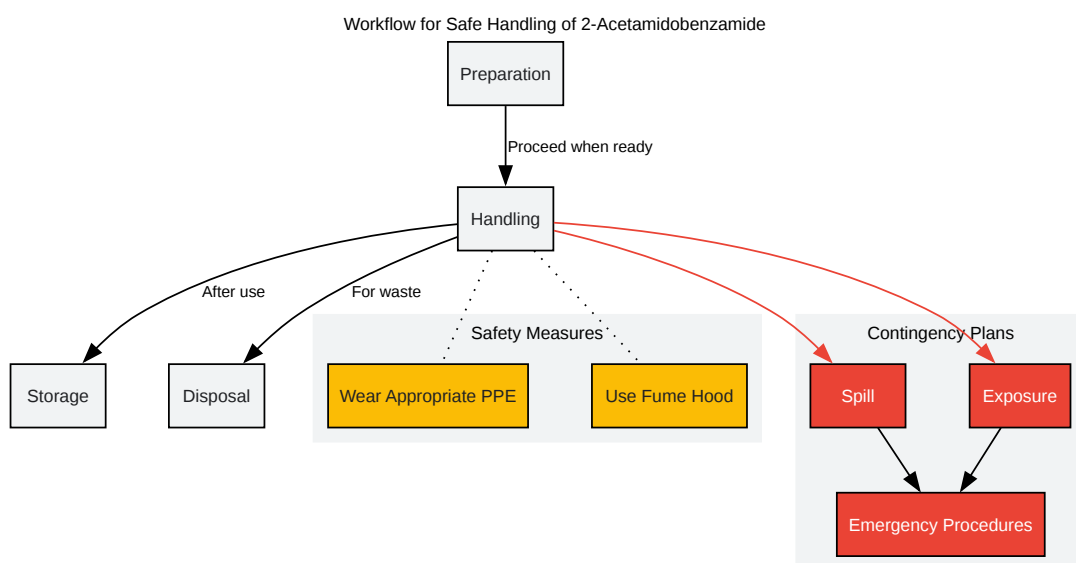 Workflow for Safe Handling of 2-Acetamidobenzamide
Preparation
Proceed when ready
Handling
After use
For waste
Safety Measures
Contingency Plans
Storage
Disposal
Wear Appropriate PPE
Use Fume Hood
Spill
Exposure
Emergency Procedures